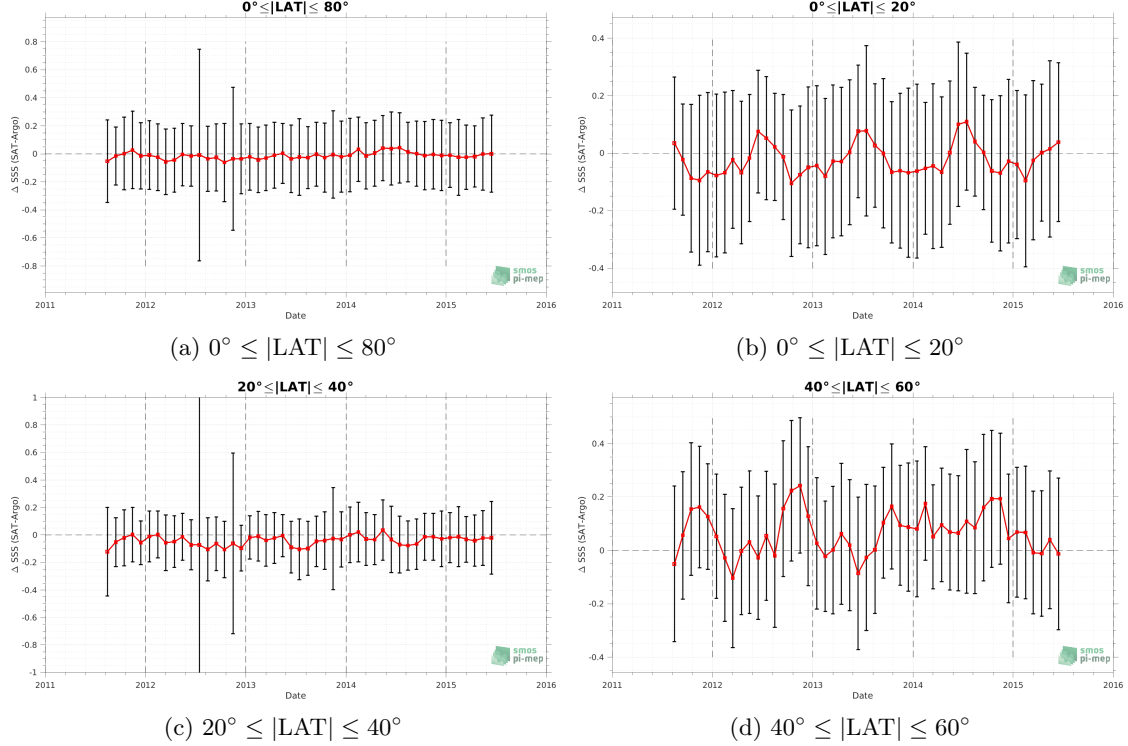 0°≤|LAT|≤ 80°
Δ SSS (SAT-Argo)
0.8
0.6
0.4
0.2
0
-0.2
-0.4
-0.6
-0.8
2011 2012 2013 2014 2015 2016
Date
smos
pi-mep
(a) 0° ≤ |LAT| ≤ 80°
0°≤|LAT|≤ 20°
Δ SSS (SAT-Argo)
0.4
0.2
0
-0.2
-0.4
2011 2012 2013 2014 2015 2016
Date
smos
pi-mep
(b) 0° ≤ |LAT| ≤ 20°
20°≤|LAT|≤ 40°
Δ SSS (SAT-Argo)
1
0.8
0.6
0.4
0.2
0
-0.2
-0.4
-0.6
-0.8
-1
2011 2012 2013 2014 2015 2016
Date
smos
pi-mep
(c) 20° ≤ |LAT| ≤ 40°
40°≤|LAT|≤ 60°
Δ SSS (SAT-Argo)
0.4
0.2
0
-0.2
-0.4
2011 2012 2013 2014 2015 2016
Date
smos
pi-mep
(d) 40° ≤ |LAT| ≤ 60°